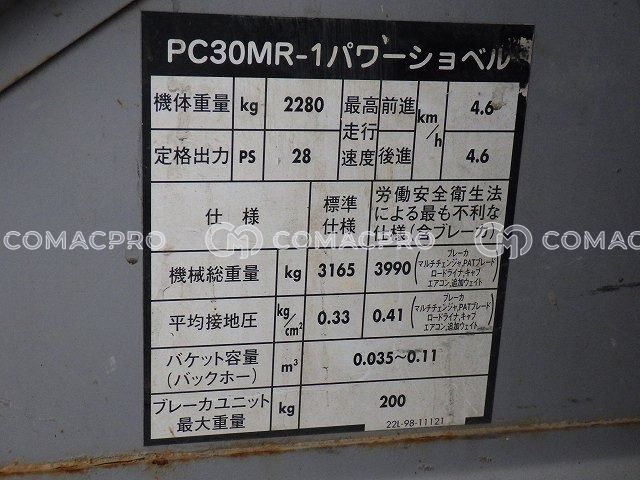 PC30MR-1パワーショベル
機体重量 kg 2280 最高走行速度 前進 km/h 4.6
定格出力 PS 28 後進 4.6
仕様 標準仕様 労働安全衛生法
による最も不利な
仕様(含ブレーカ)
COMACPRO COMACPRO COMACPRO
機械総重量 kg 3165 3990 (ブレーカ
マルチチェンジャ,PATブレード
ロードライナ,キャブ
エアコン,追加ウェイト)
平均接地圧 kg/cm² 0.33 0.41 (ブレーカ
マルチチェンジャ,PATブレード
ロードライナ,キャブ
エアコン,追加ウェイト)
バケット容量
(バックホー) m³ 0.035~0.11
ブレーカユニット
最大重量 kg 200
22L-98-11121